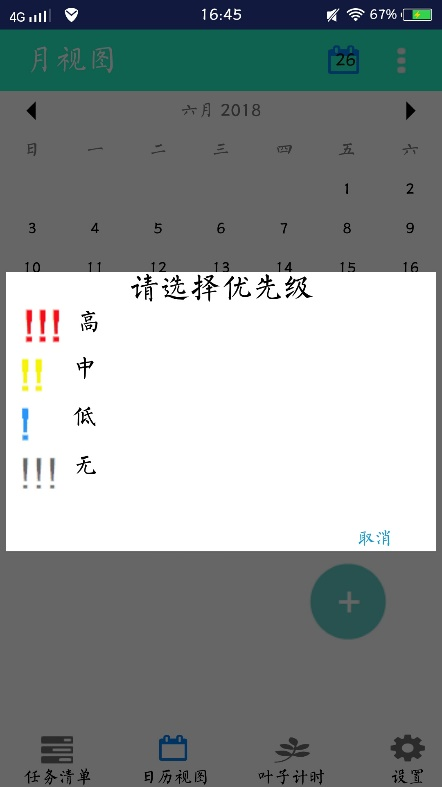 4G 16:45 67%
月视图 26
六月 2018
日 一 二 三 四 五 六
1 2
3 4 5 6 7 8 9
10 11 12 13 14 15 16
请选择优先级
!!! 高
!! 中
! 低
!!! 无
取消
+
任务清单 日历视图 叶子计时 设置